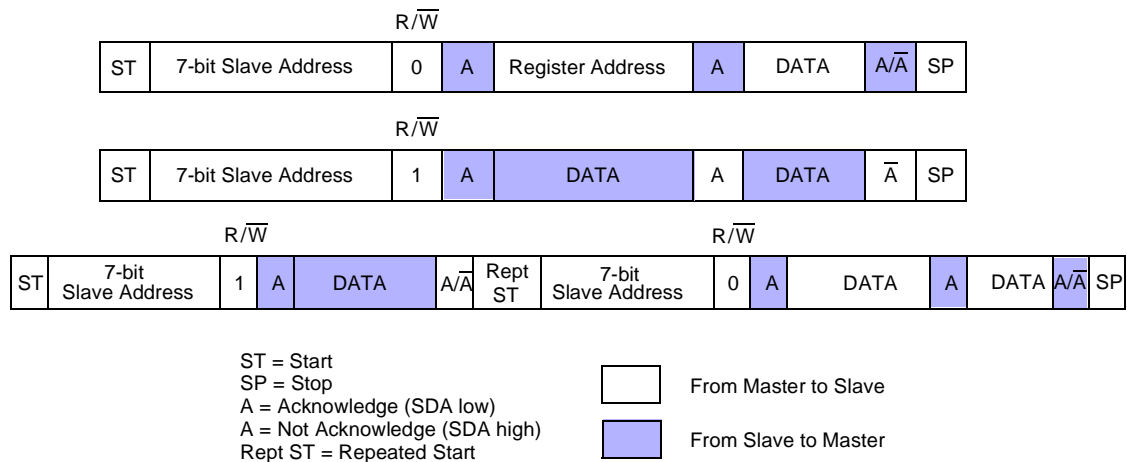 R/W̅
ST 7-bit Slave Address 0 A Register Address A DATA A/A̅ SP
R/W̅
ST 7-bit Slave Address 1 A DATA A DATA A̅ SP
R/W̅ R/W̅
ST 7-bit Slave Address 1 A DATA A/A̅ Rept ST 7-bit Slave Address 0 A DATA A DATA A/A̅ SP
ST = Start
SP = Stop
A = Acknowledge (SDA low)
A = Not Acknowledge (SDA high)
Rept ST = Repeated Start
From Master to Slave
From Slave to Master